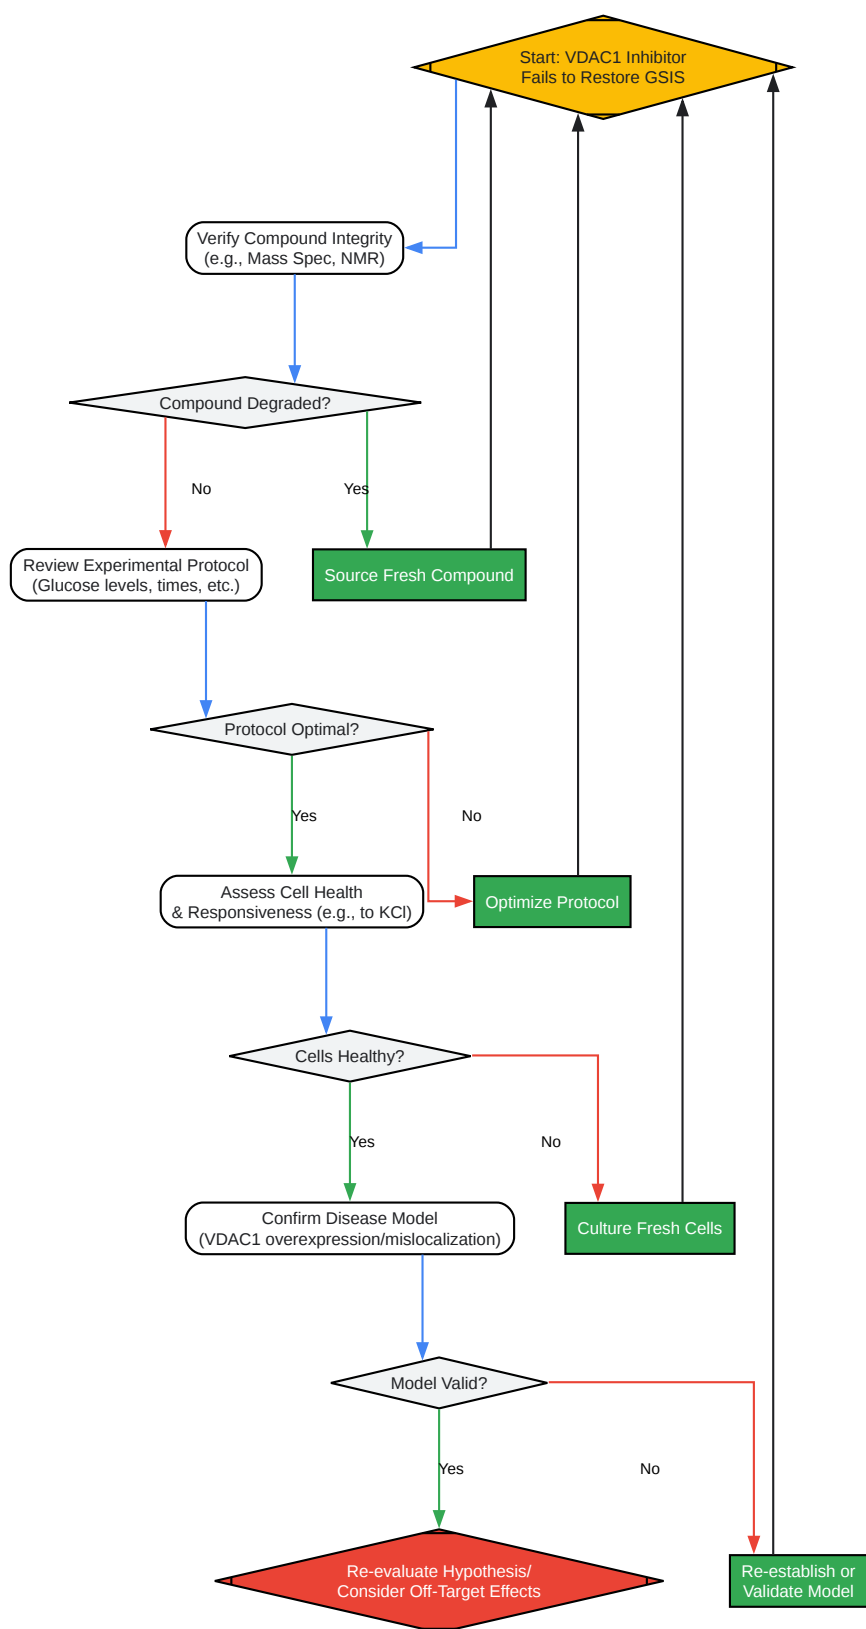 Start: VDAC1 Inhibitor
Fails to Restore GSIS
Verify Compound Integrity
(e.g., Mass Spec, NMR)
Compound Degraded?
No
Yes
Review Experimental Protocol
(Glucose levels, times, etc.)
Source Fresh Compound
Protocol Optimal?
Yes
No
Assess Cell Health
& Responsiveness (e.g., to KCl)
Optimize Protocol
Cells Healthy?
Yes
No
Confirm Disease Model
(VDAC1 overexpression/mislocalization)
Culture Fresh Cells
Model Valid?
Yes
No
Re-evaluate Hypothesis/
Consider Off-Target Effects
Re-establish or
Validate Model